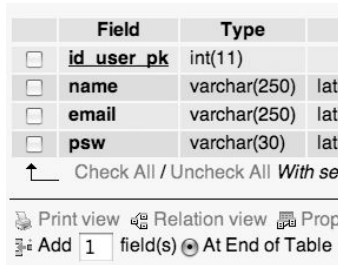 Field Type
id_user_pk int(11)
name varchar(250) lat
email varchar(250) lat
psw varchar(30) lat
Check All / Uncheck All With se
Print view Relation view Prop
Add 1 field(s) At End of Table